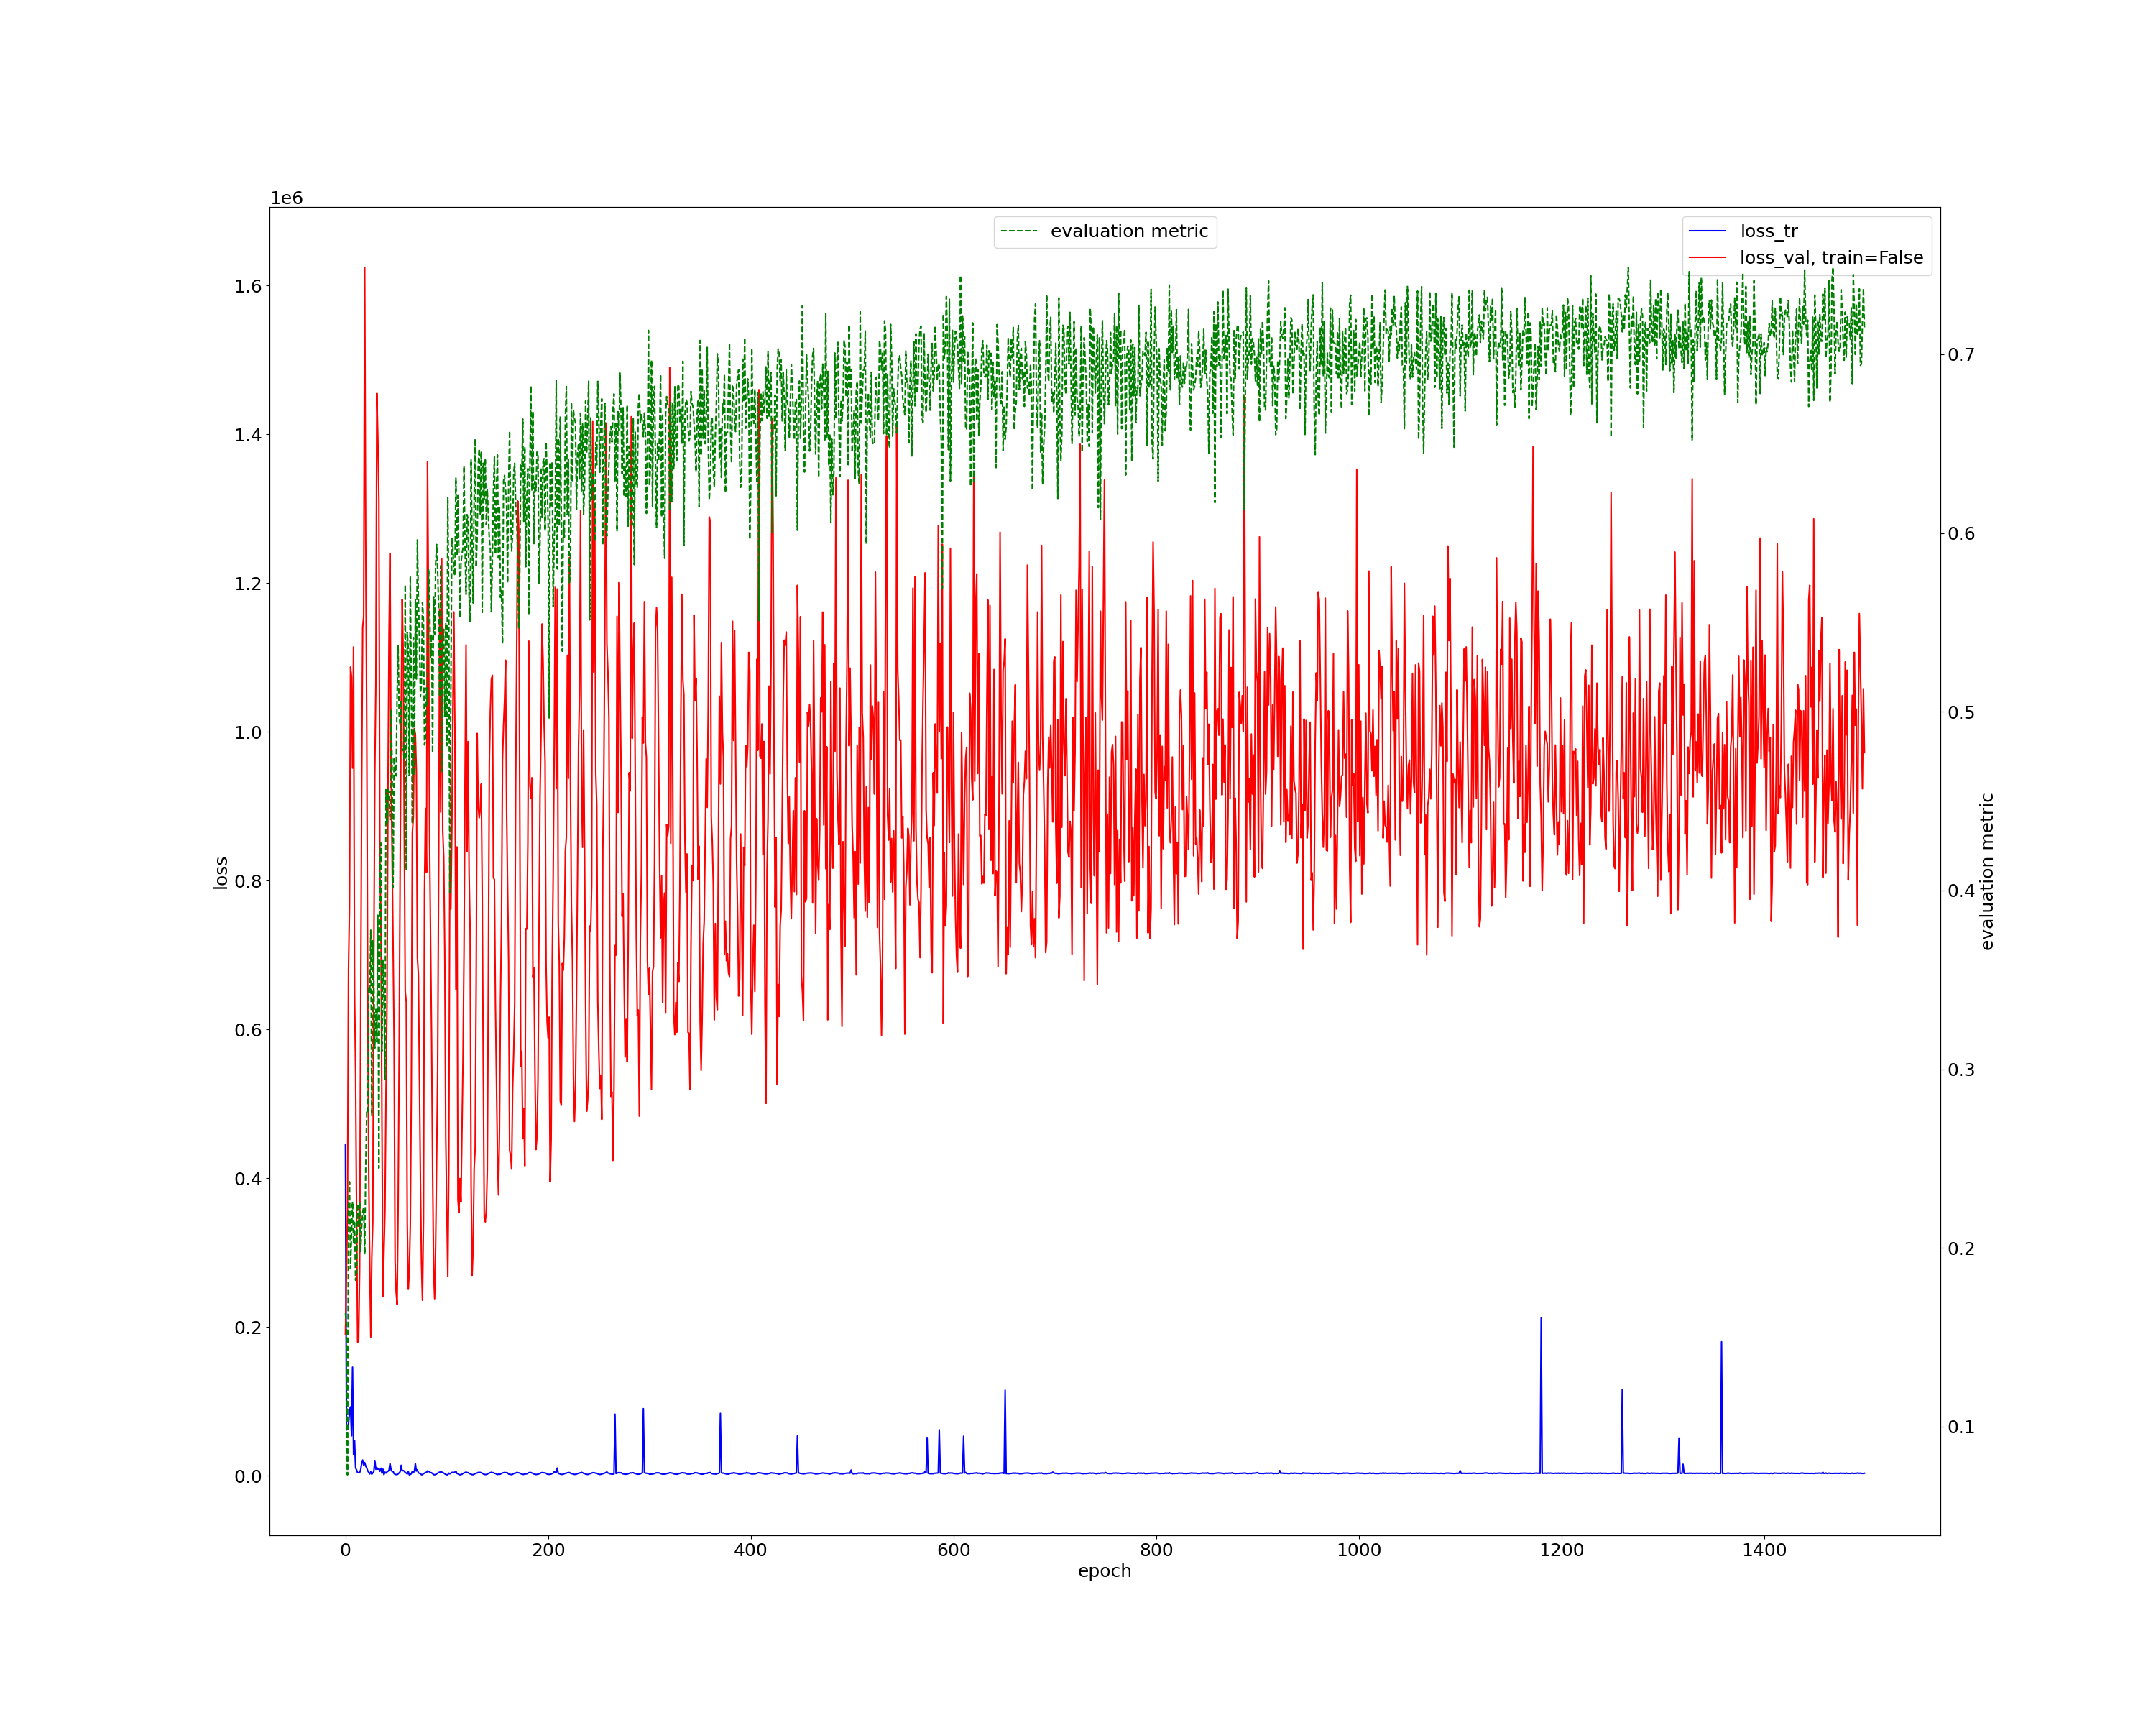 1e6
evaluation metric
loss_tr
loss_val, train=False
1.6
1.4
1.2
1.0
0.8
0.6
0.4
0.2
0.0
loss
0.7
0.6
0.5
0.4
0.3
0.2
0.1
evaluation metric
0 200 400 600 800 1000 1200 1400
epoch